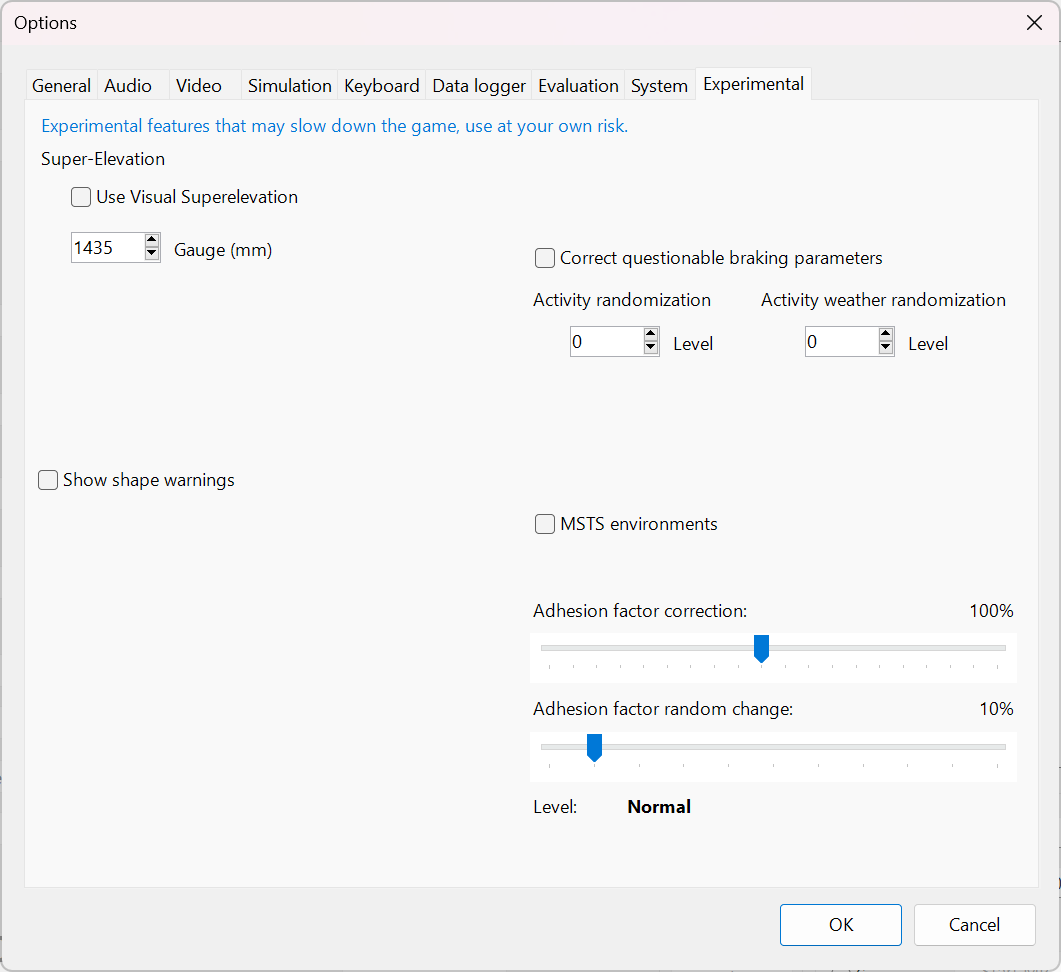 Options
General Audio Video Simulation Keyboard Data logger Evaluation System Experimental
Experimental features that may slow down the game, use at your own risk.
Super-Elevation
Use Visual Superelevation
1435 Gauge (mm)
Correct questionable braking parameters
Activity randomization Activity weather randomization
0 Level 0 Level
Show shape warnings
MSTS environments
Adhesion factor correction: 100%
Adhesion factor random change: 10%
Level: Normal
OK Cancel